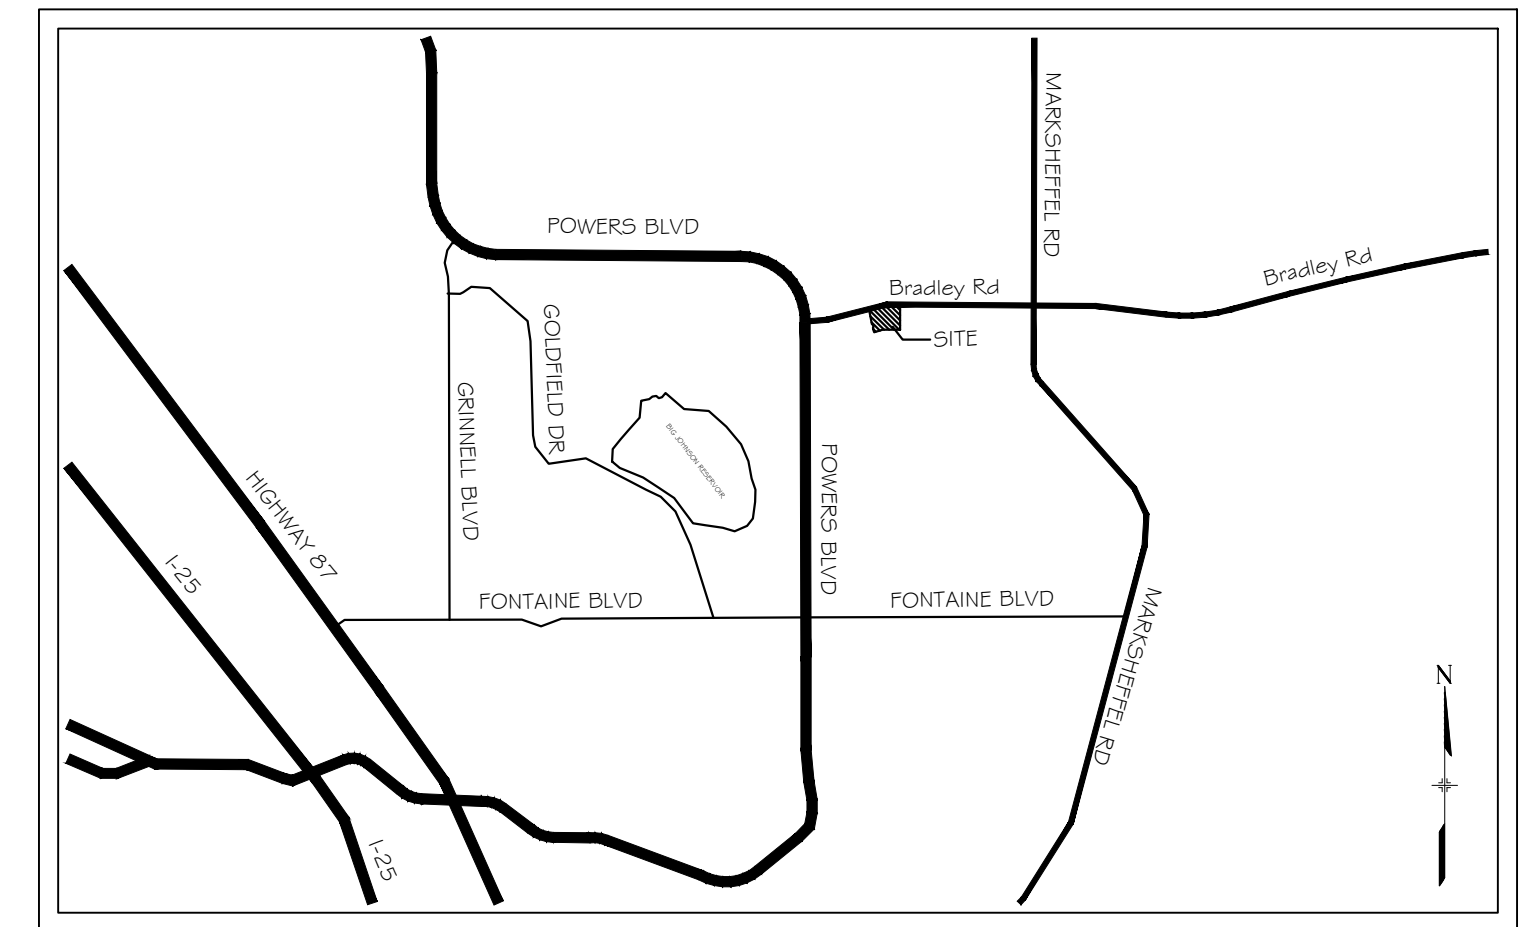 MARKSHEFFEL RD
POWERS BLVD
Bradley Rd
Bradley Rd
SITE
GOLDFIELD DR
GRINNELL BLVD
BIG JOHNSON RESERVOIR
POWERS BLVD
HIGHWAY 87
I-25
FONTAINE BLVD
FONTAINE BLVD
MARKSHEFFEL RD
N
I-25